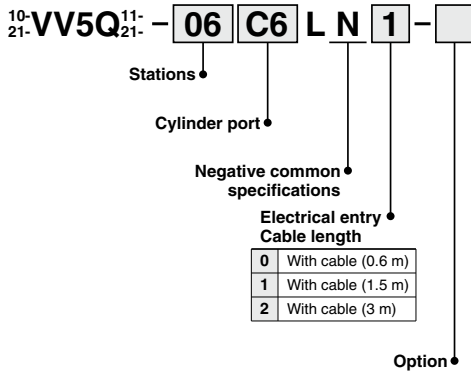 10-
21-VV5Q11-
21- – 06 C6 L N 1 –
Stations
Cylinder port
Negative common
specifications
Electrical entry
Cable length
0 With cable (0.6 m)
1 With cable (1.5 m)
2 With cable (3 m)
Option